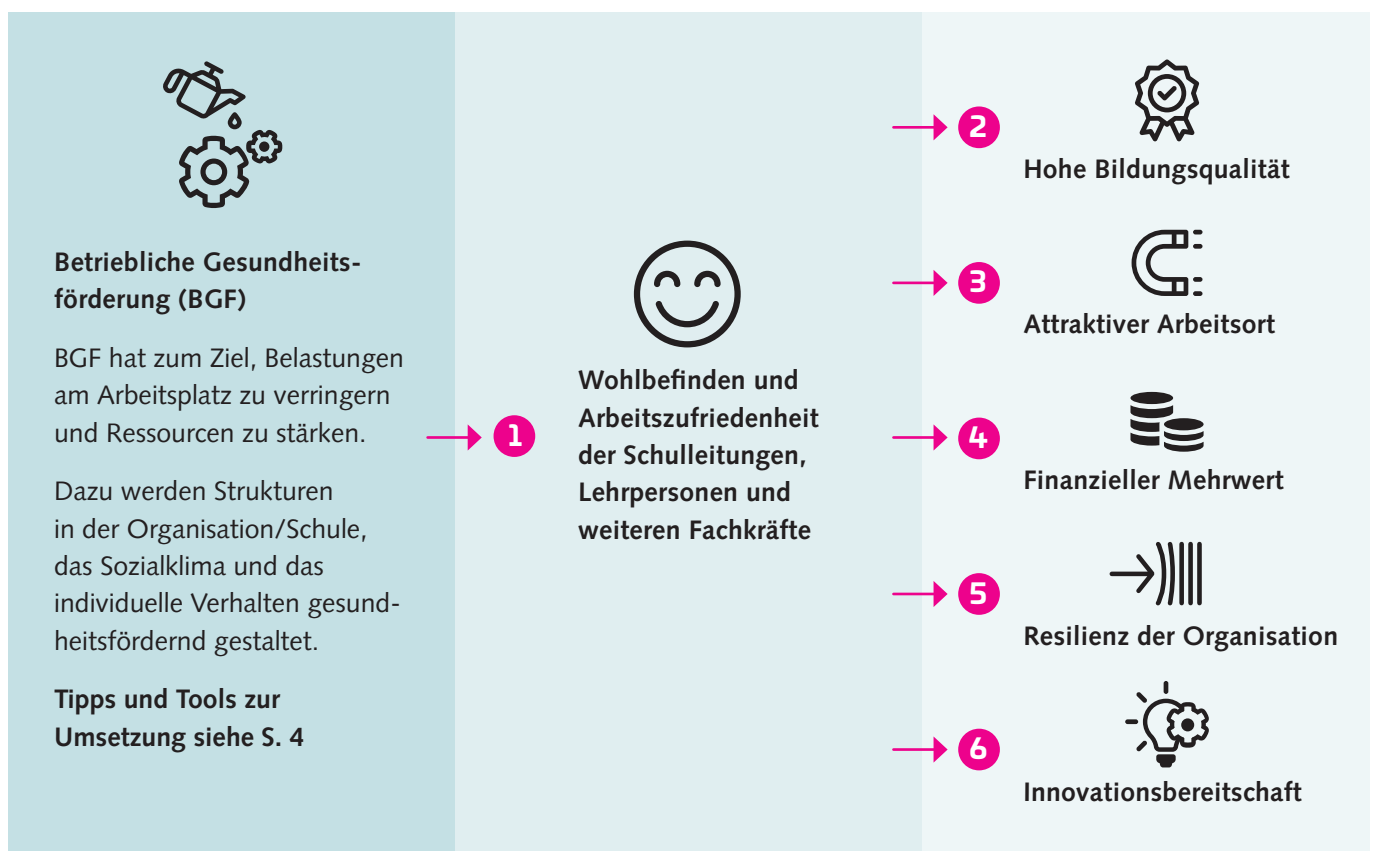 Betriebliche Gesundheits-
förderung (BGF)
BGF hat zum Ziel, Belastungen
am Arbeitsplatz zu verringern
und Ressourcen zu stärken.
Dazu werden Strukturen
in der Organisation/Schule,
das Sozialklima und das
individuelle Verhalten gesund-
heitsfördernd gestaltet.
Tipps und Tools zur
Umsetzung siehe S. 4
1
Wohlbefinden und
Arbeitszufriedenheit
der Schulleitungen,
Lehrpersonen und
weiteren Fachkräfte
2
Hohe Bildungsqualität
3
Attraktiver Arbeitsort
4
Finanzieller Mehrwert
5
Resilienz der Organisation
6
Innovationsbereitschaft